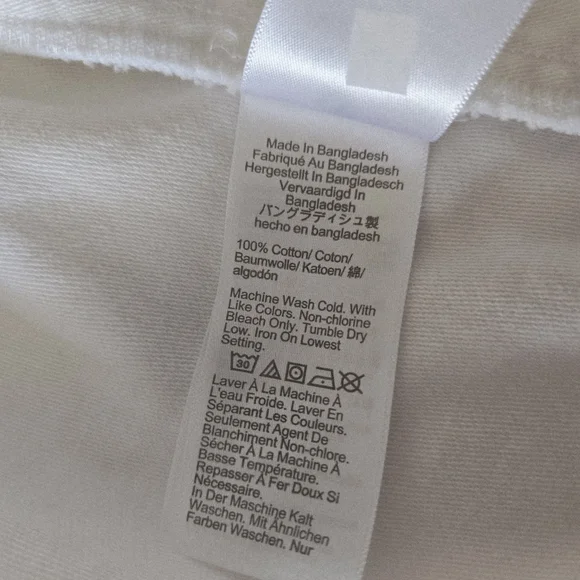 Made In Bangladesh
Fabriqué Au Bangladesh
Hergestellt In Bangladesch
Vervaardigd In
Bangladesh
バングラディシュ製
hecho en bangladesh
100% Cotton/ Coton/
Baumwolle/ Katoen/ 綿/
algodón
Machine Wash Cold. With
Like Colors. Non-chlorine
Bleach Only. Tumble Dry
Low. Iron On Lowest
Setting.
30
Laver À La Machine À
L'eau Froide. Laver En
Séparant Les Couleurs.
Seulement Agent De
Blanchiment Non-chlore.
Sécher À La Machine À
Basse Température.
Repasser À Fer Doux Si
Nécessaire.
In Der Maschine Kalt
Waschen. Mit Ähnlichen
Farben Waschen. Nur